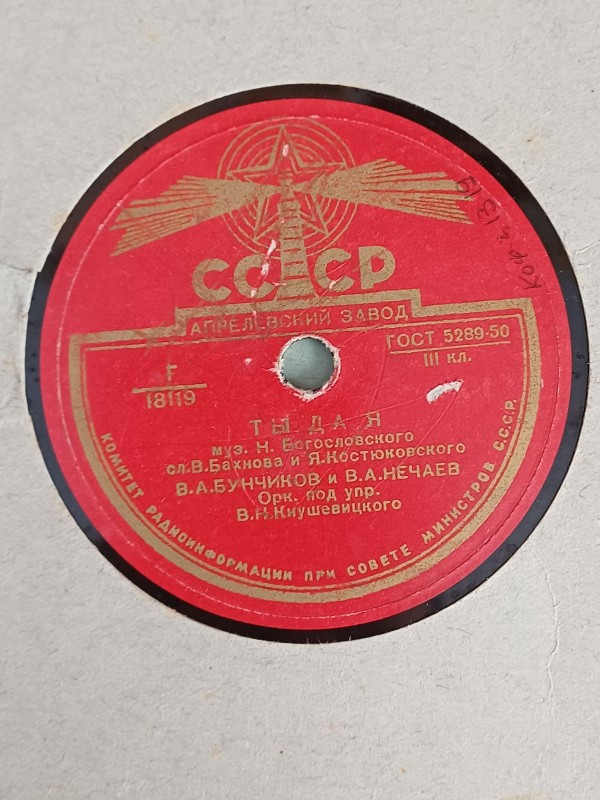 СССР
АПРЕЛЕВСКИЙ ЗАВОД
ГОСТ 5289-50
III кл.
Г
18119
ТЫ ДА Я
муз. Н. Богословского
сл. В. Бахнова и Я. Костюковского
В.А.БУНЧИКОВ и В.А.НЕЧАЕВ
Орк. под упр.
В.Н.Кнушевицкого
КОМИТЕТ РАДИОИНФОРМАЦИИ ПРИ СОВЕТЕ МИНИСТРОВ С.С.С.Р.